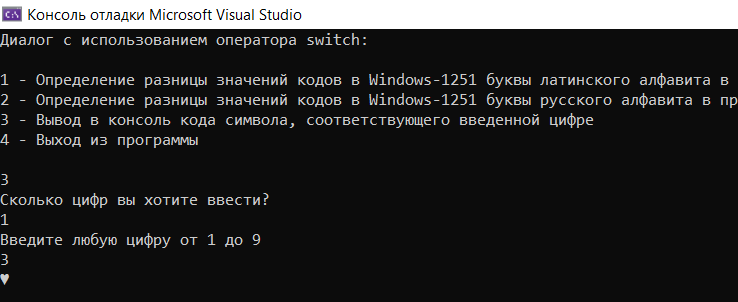 Консоль отладки Microsoft Visual Studio
Диалог с использованием оператора switch:
1 - Определение разницы значений кодов в Windows-1251 буквы латинского алфавита в
2 - Определение разницы значений кодов в Windows-1251 буквы русского алфавита в пр
3 - Вывод в консоль кода символа, соответствующего введенной цифре
4 - Выход из программы
3
Сколько цифр вы хотите ввести?
1
Введите любую цифру от 1 до 9
3
♥